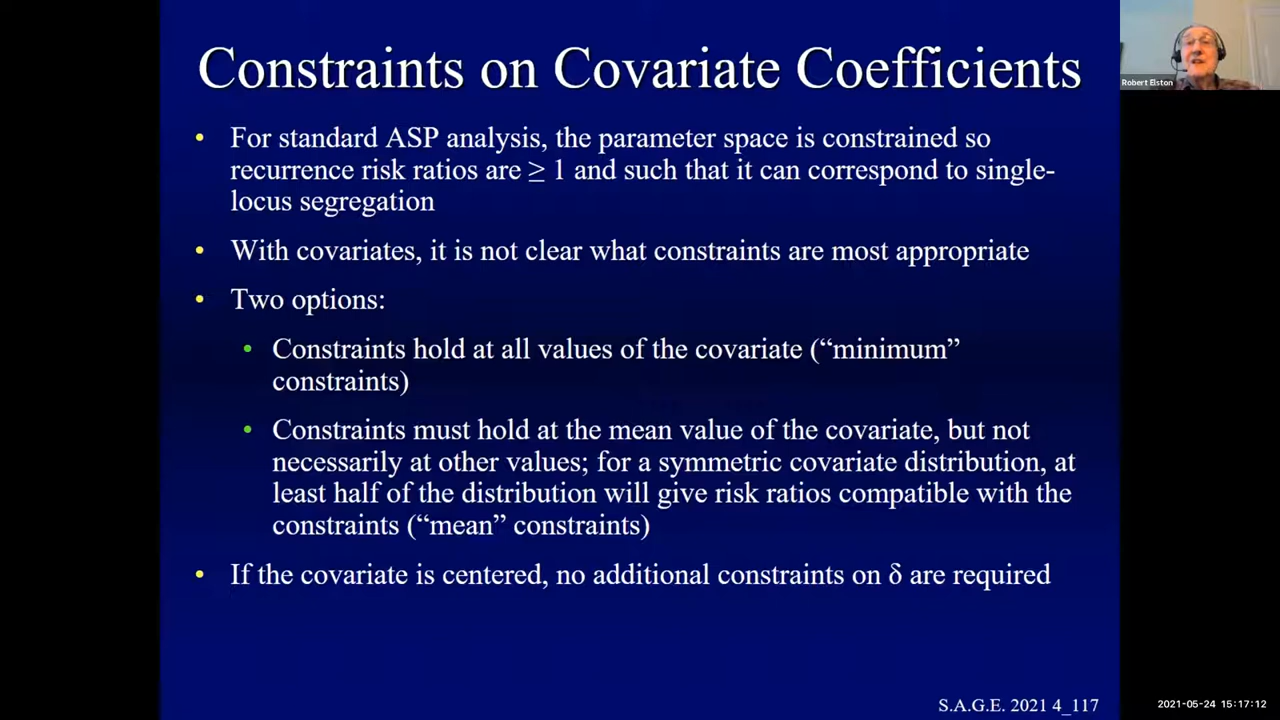 Constraints on Covariate Coefficients
Robert Elston
• For standard ASP analysis, the parameter space is constrained so
recurrence risk ratios are ≥ 1 and such that it can correspond to single-
locus segregation
• With covariates, it is not clear what constraints are most appropriate
• Two options:
• Constraints hold at all values of the covariate (“minimum”
constraints)
• Constraints must hold at the mean value of the covariate, but not
necessarily at other values; for a symmetric covariate distribution, at
least half of the distribution will give risk ratios compatible with the
constraints (“mean” constraints)
• If the covariate is centered, no additional constraints on δ are required
S.A.G.E. 2021 4_117
2021-05-24 15:17:12